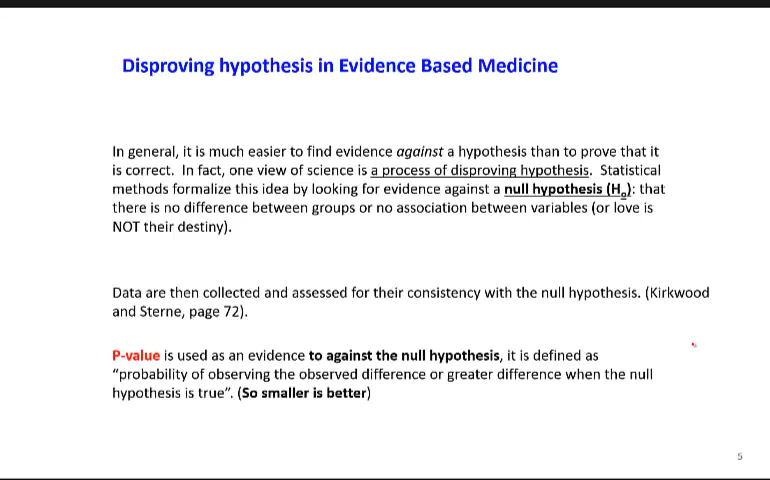 Disproving hypothesis in Evidence Based Medicine
In general, it is much easier to find evidence against a hypothesis than to prove that it
is correct. In fact, one view of science is a process of disproving hypothesis. Statistical
methods formalize this idea by looking for evidence against a null hypothesis (Ho): that
there is no difference between groups or no association between variables (or love is
NOT their destiny).
Data are then collected and assessed for their consistency with the null hypothesis. (Kirkwood
and Sterne, page 72).
P-value is used as an evidence to against the null hypothesis, it is defined as
“probability of observing the observed difference or greater difference when the null
hypothesis is true”. (So smaller is better)
5